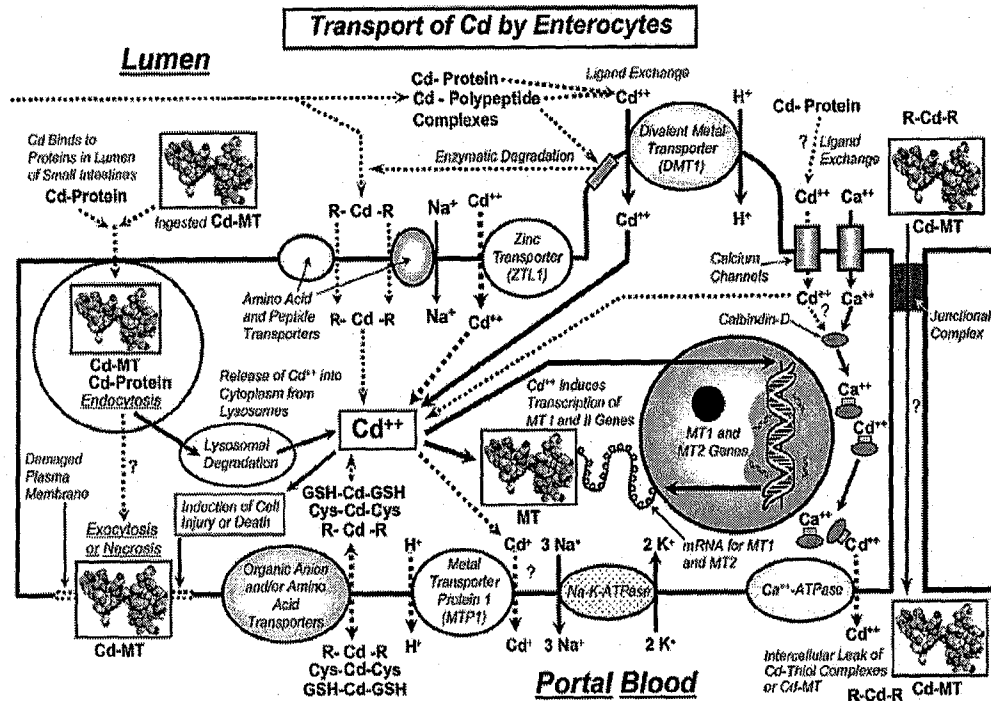 Transport of Cd by Enterocytes
Lumen
Cd- Protein
Cd - Polypeptide
Complexes
Ligand Exchange
Cd++
H+
Cd- Protein
R-Cd-R
?
Ligand
Exchange
Cd Binds to
Proteins in Lumen
of Small Intestines
Cd-Protein
Ingested Cd-MT
Enzymatic Degradation
Divalent Metal
Transporter
(DMT1)
R- Cd -R
Na+
Cd++
Cd++
H+
Cd++
Ca++
Cd-MT
Zinc
Transporter
(ZTL1)
Calcium
Channels
Amino Acid
and Peptide
Transporters
R- Cd -R
Na+
Cd++
Cd++
?
Ca++
Junctional
Complex
Calbindin-D
Cd-MT
Cd-Protein
Endocytosis
Release of Cd++ into
Cytoplasm from
Lysosomes
Cd++ Induces
Transcription of
MT I and II Genes
Ca++
Cd++
?
Cd++
Lysosomal
Degradation
MT1 and
MT2 Genes
Damaged
Plasma
Membrane
?
Induction of Cell
Injury or Death
GSH-Cd-GSH
Cys-Cd-Cys
R- Cd -R
MT
mRNA for MT1
and MT2
Ca++
Cd++
Exocytosis
or Necrosis
H+
Cd+
?
3 Na+
2 K+
Organic Anion
and/or Amino
Acid
Transporters
Metal
Transporter
Protein 1
(MTP1)
Na-K-ATPase
Ca++-ATPase
Cd-MT
R- Cd -R
Cys-Cd-Cys
GSH-Cd-GSH
H+
Cd+
3 Na+
2 K+
Cd++
Intercellular Leak of
Cd-Thiol Complexes
or Cd-MT
R-Cd-R
Cd-MT
Portal Blood